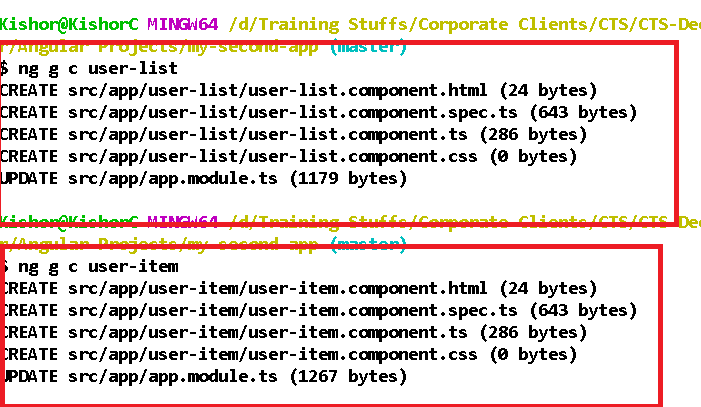 Kishor@KishorC MINGW64 /d/Training Stuffs/Corporate Clients/CTS/CTS-Dec
r/Angular Projects/my-second-app (master)
$ ng g c user-list
CREATE src/app/user-list/user-list.component.html (24 bytes)
CREATE src/app/user-list/user-list.component.spec.ts (643 bytes)
CREATE src/app/user-list/user-list.component.ts (286 bytes)
CREATE src/app/user-list/user-list.component.css (0 bytes)
UPDATE src/app/app.module.ts (1179 bytes)
Kishor@KishorC MINGW64 /d/Training Stuffs/Corporate Clients/CTS/CTS-Dec
r/Angular Projects/my-second-app (master)
$ ng g c user-item
CREATE src/app/user-item/user-item.component.html (24 bytes)
CREATE src/app/user-item/user-item.component.spec.ts (643 bytes)
CREATE src/app/user-item/user-item.component.ts (286 bytes)
CREATE src/app/user-item/user-item.component.css (0 bytes)
UPDATE src/app/app.module.ts (1267 bytes)